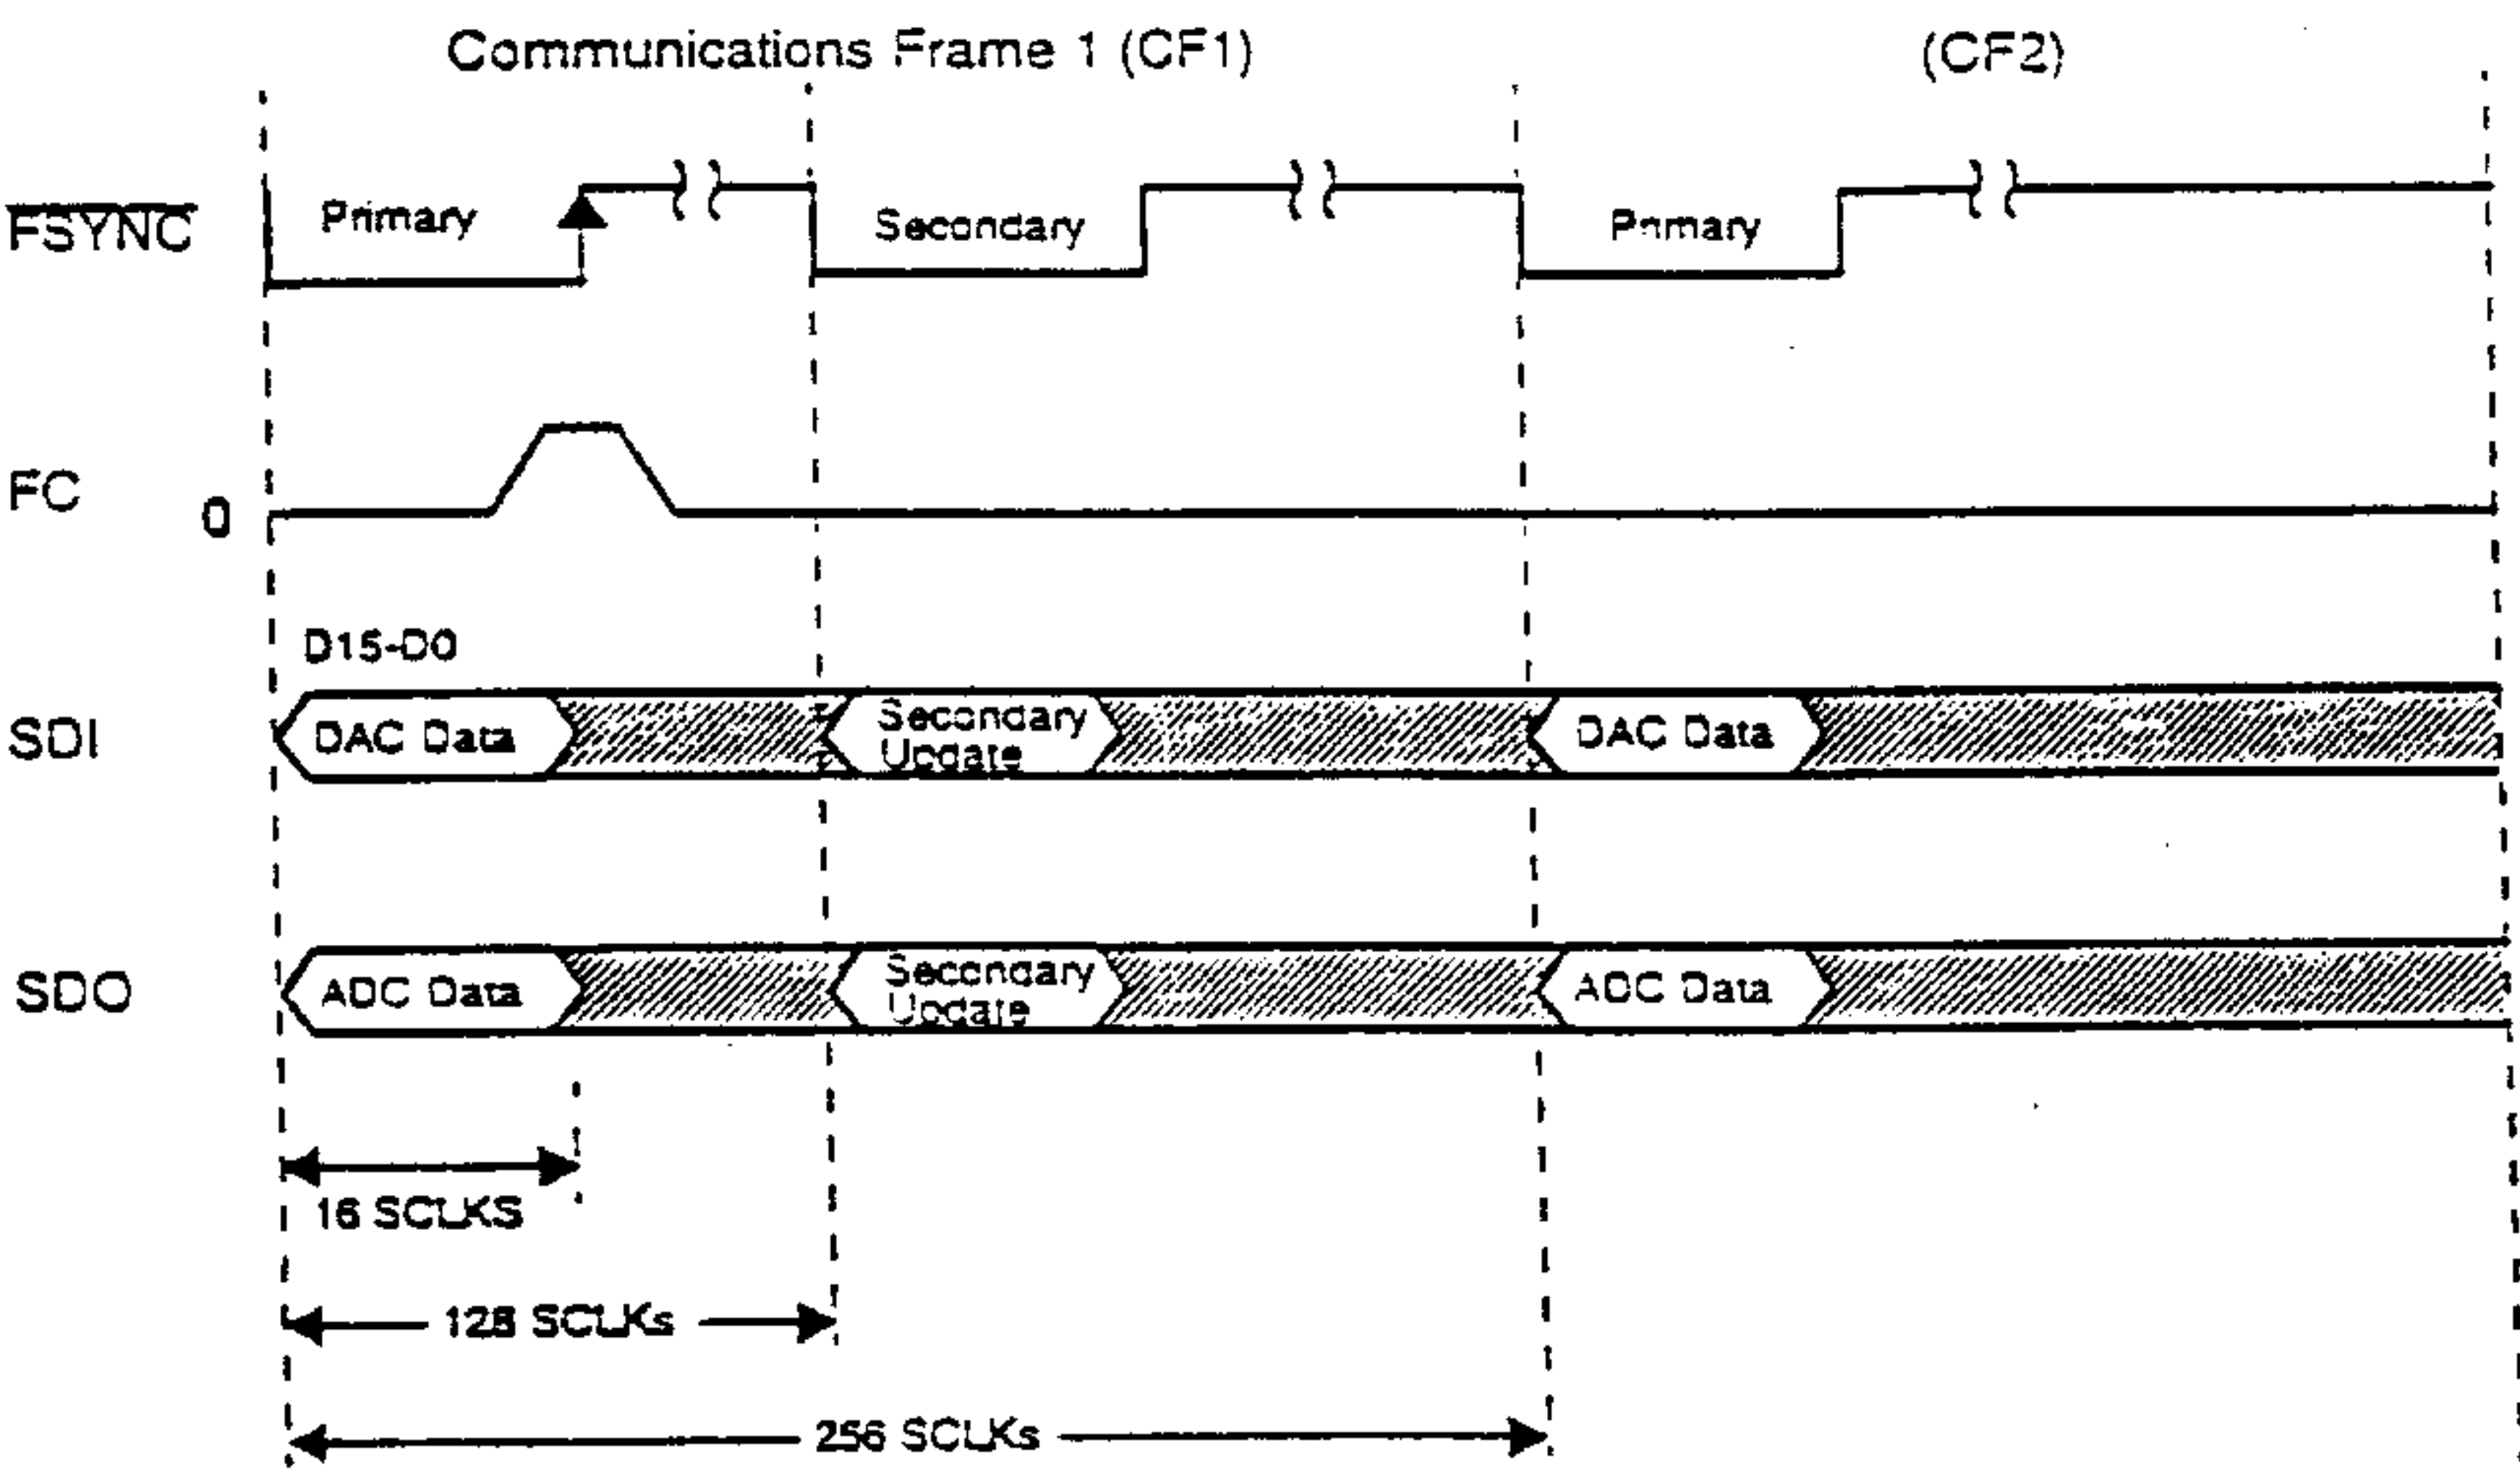 Communications Frame 1 (CF1) (CF2)
FSYNC Primary Secondary Primary
FC 0
D15-D0
SDI DAC Data Secondary Update DAC Data
SDO ADC Data Secondary Update ADC Data
16 SCLKS
128 SCLKs
256 SCLKs